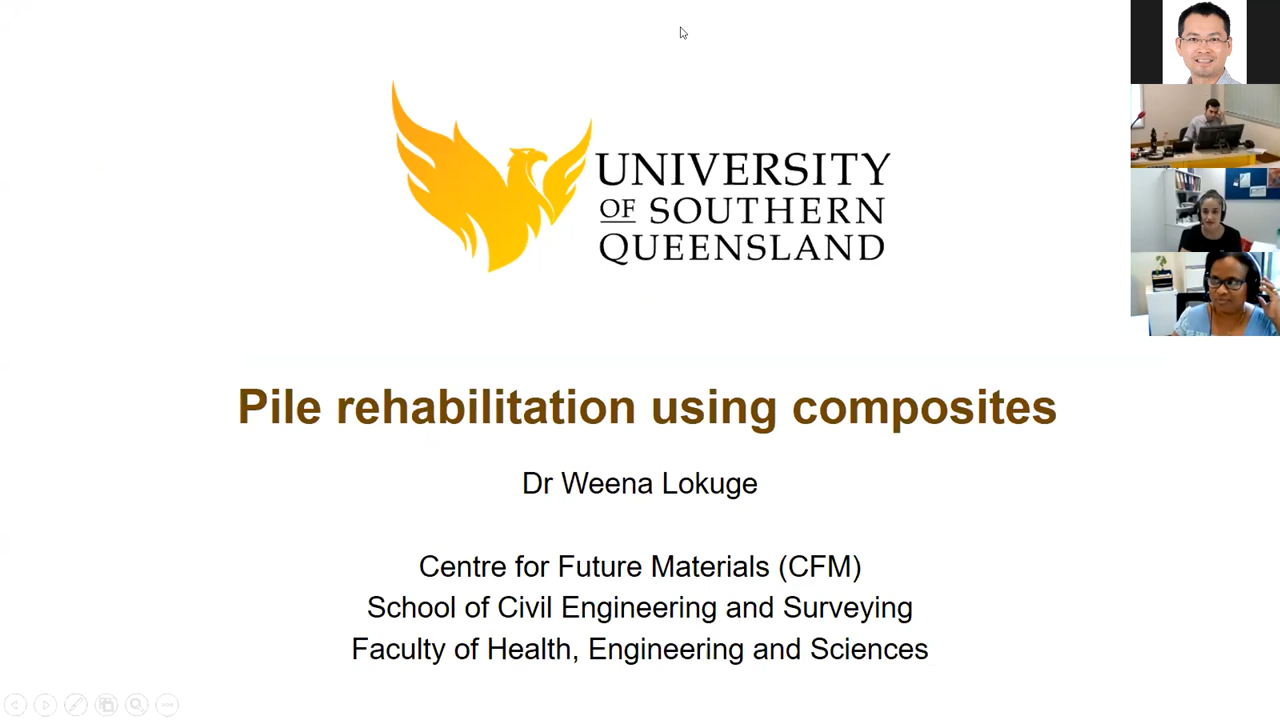 UNIVERSITY
OF SOUTHERN
QUEENSLAND
Pile rehabilitation using composites
Dr Weena Lokuge
Centre for Future Materials (CFM)
School of Civil Engineering and Surveying
Faculty of Health, Engineering and Sciences